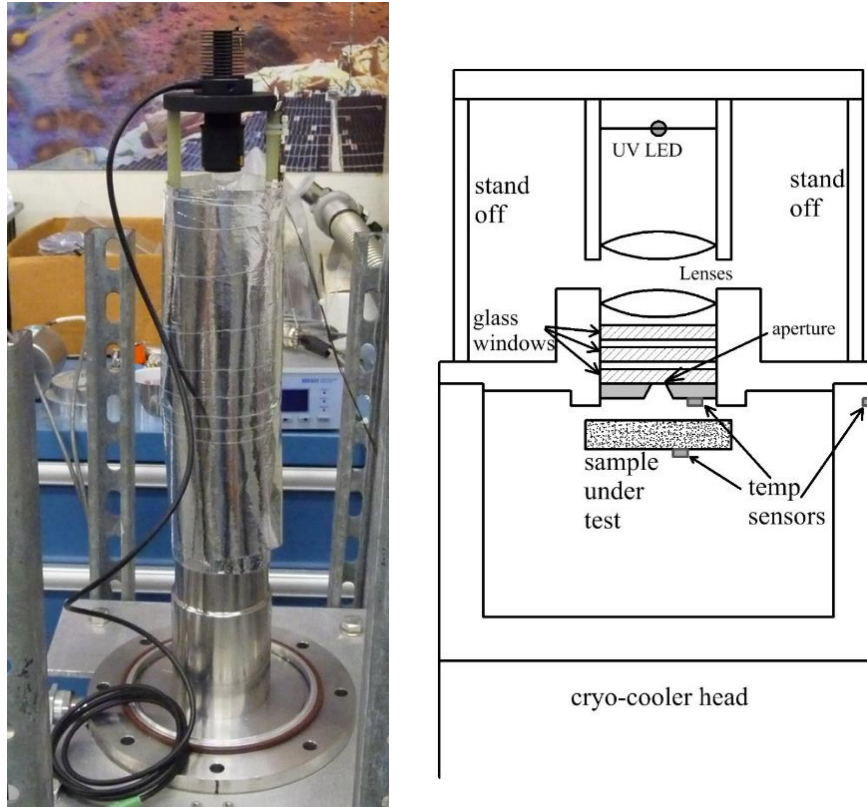 UV LED
stand
off
stand
off
Lenses
glass
windows
aperture
sample
under
test
temp
sensors
cryo-cooler head